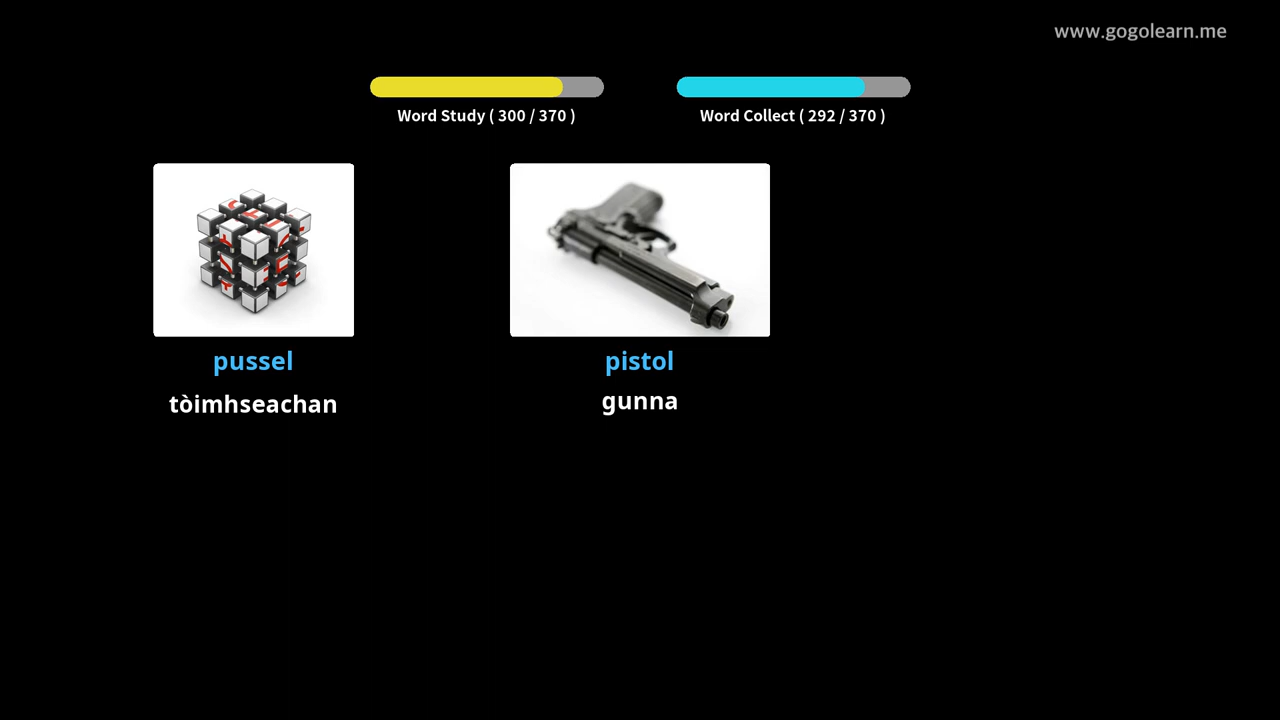 www.gogolearn.me
Word Study ( 300 / 370 )
Word Collect ( 292 / 370 )
pussel
pistol
tòimhseachan
gunna